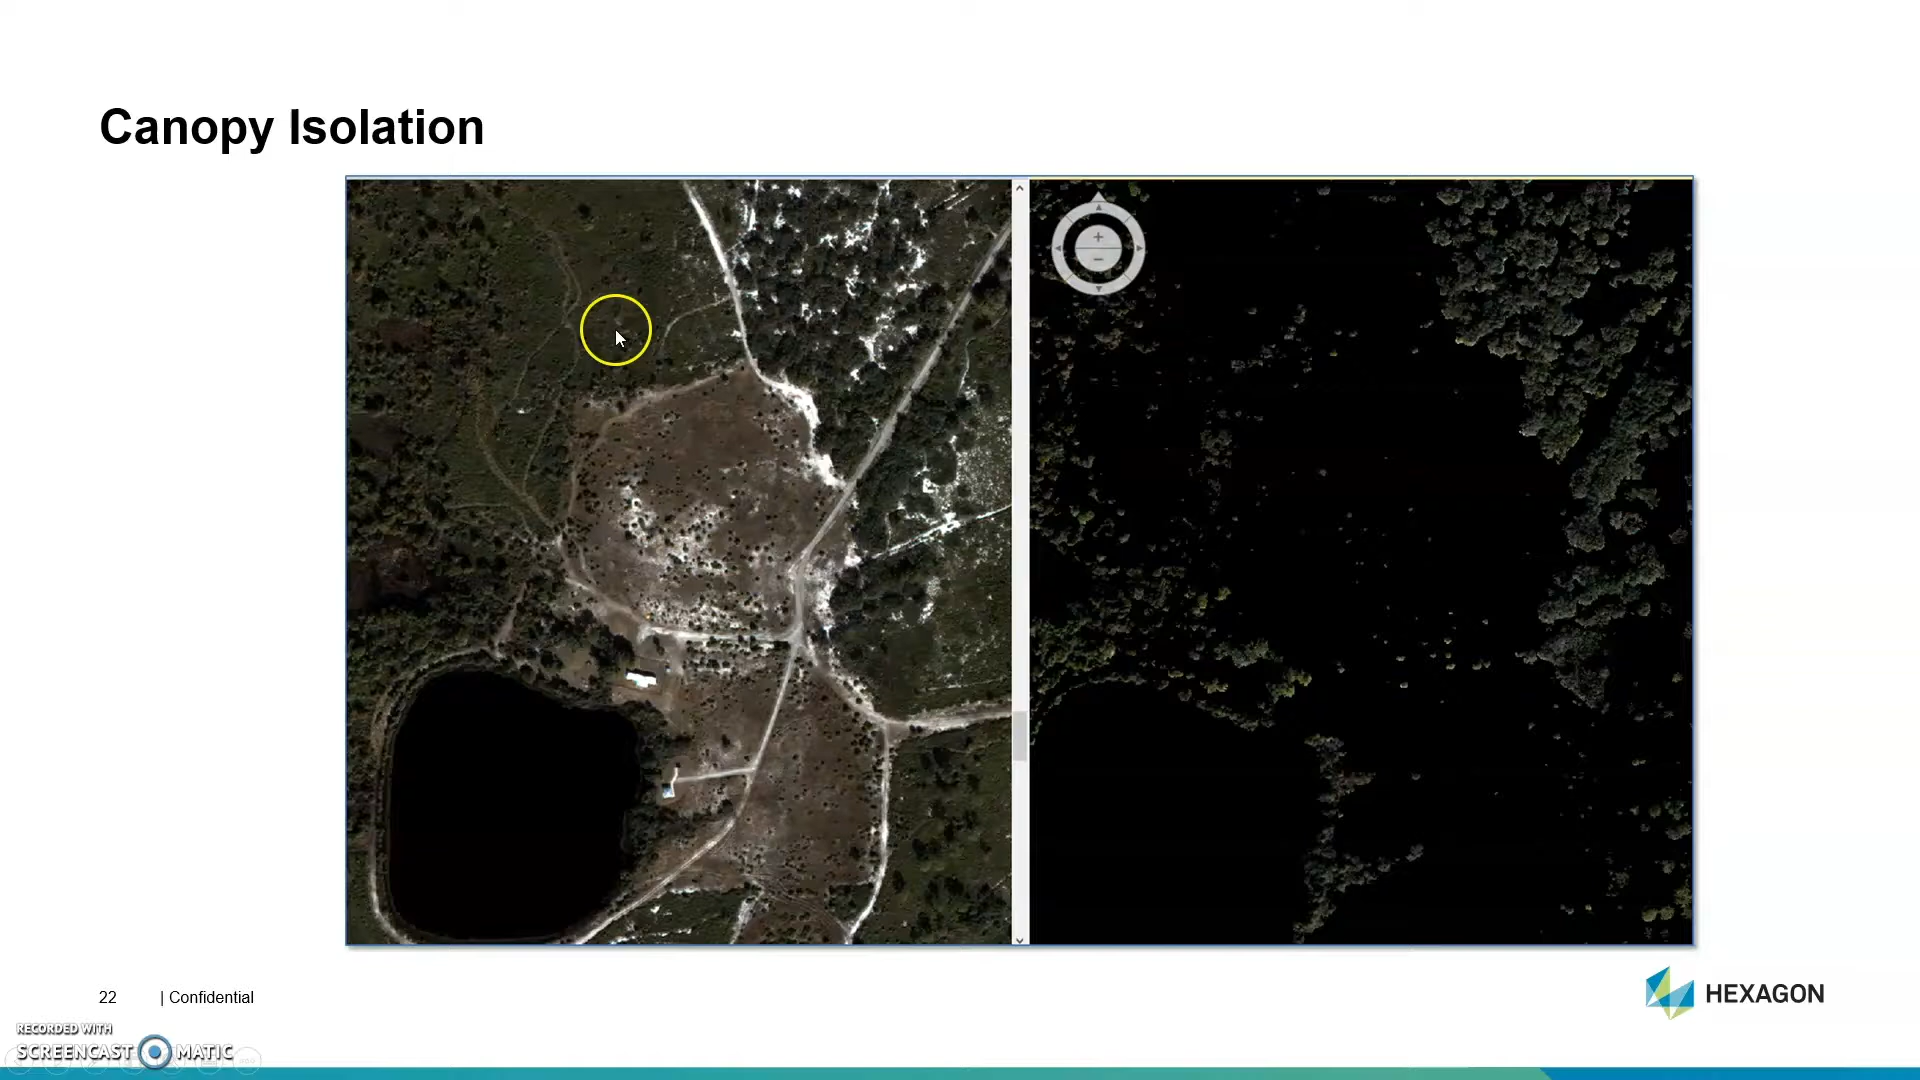 Canopy Isolation
22 | Confidential
HEXAGON
RECORDED WITH
SCREENCAST MATIC